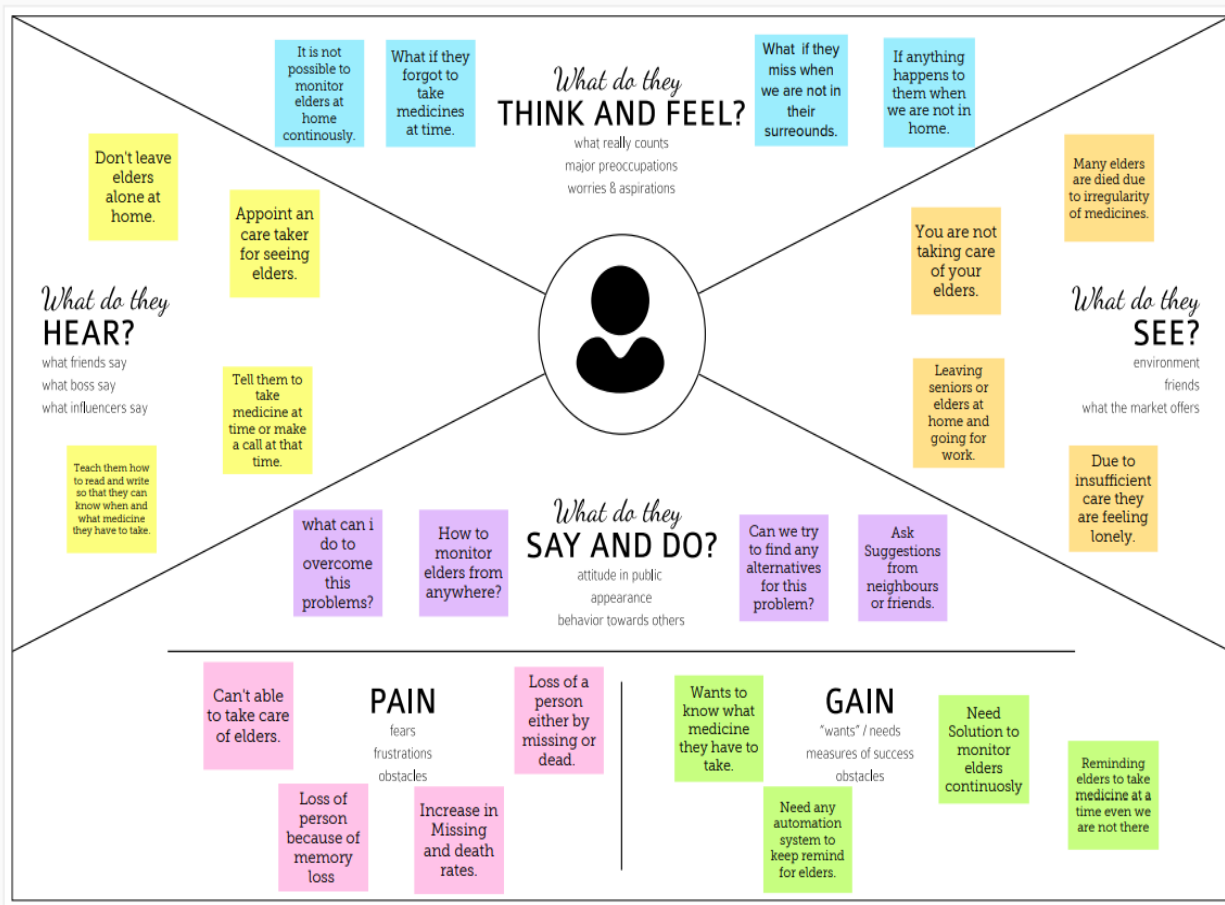 It is not
possible to
monitor
elders at
home
continously.
What if they
forgot to
take
medicines
at time.
What do they
THINK AND FEEL?
what really counts
major preoccupations
worries & aspirations
What  if they
miss when
we are not in
their
surreounds.
If anything
happens to
them when
we are not in
home.
Don't leave
elders
alone at
home.
Appoint an
care taker
for seeing
elders.
What do they
HEAR?
what friends say
what boss say
what influencers say
Tell them to
take
medicine at
time or make
a call at that
time.
Teach them how
to read and write
so that they can
know when and
what medicine
they have to take.
Many elders
are died due
to irregularity
of medicines.
You are not
taking care
of your
elders.
What do they
SEE?
environment
friends
what the market offers
Leaving
seniors or
elders at
home and
going for
work.
Due to
insufficient
care they
are feeling
lonely.
what can i
do to
overcome
this
problems?
How to
monitor
elders from
anywhere?
What do they
SAY AND DO?
attitude in public
appearance
behavior towards others
Can we try
to find any
alternatives
for this
problem?
Ask
Suggestions
from
neighbours
or friends.
Can't able
to take care
of elders.
PAIN
fears
frustrations
obstacles
Loss of a
person
either by
missing or
dead.
Loss of
person
because of
memory
loss
Increase in
Missing
and death
rates.
Wants to
know what
medicine
they have to
take.
GAIN
"wants" / needs
measures of success
obstacles
Need
Solution to
monitor
elders
continuosly
Need any
automation
system to
keep remind
for elders.
Reminding
elders to take
medicine at a
time even we
are not there